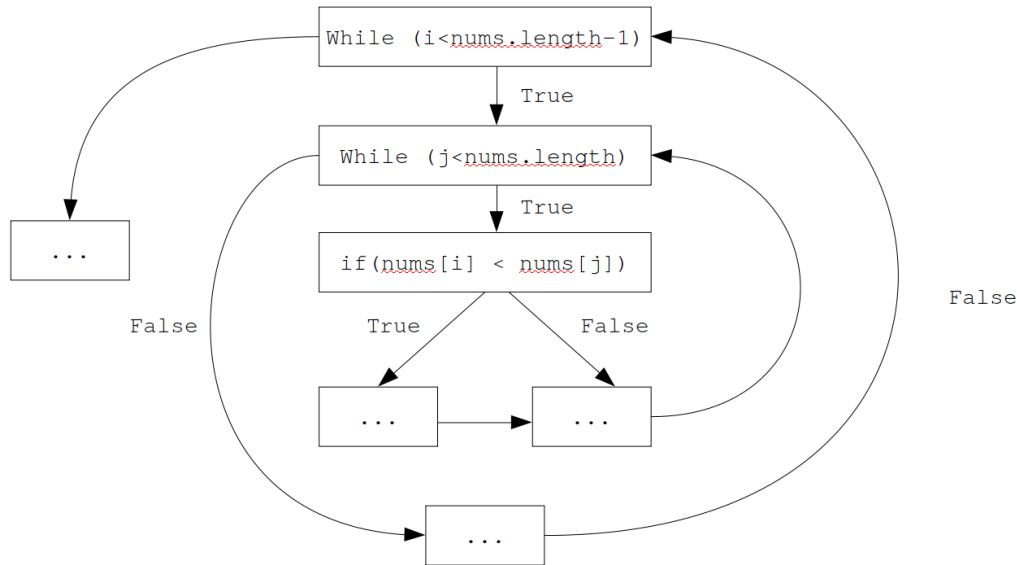 While (i<nums.length-1)
True
While (j<nums.length)
True
...
if(nums[i] < nums[j])
False
False
True
False
...
...
...